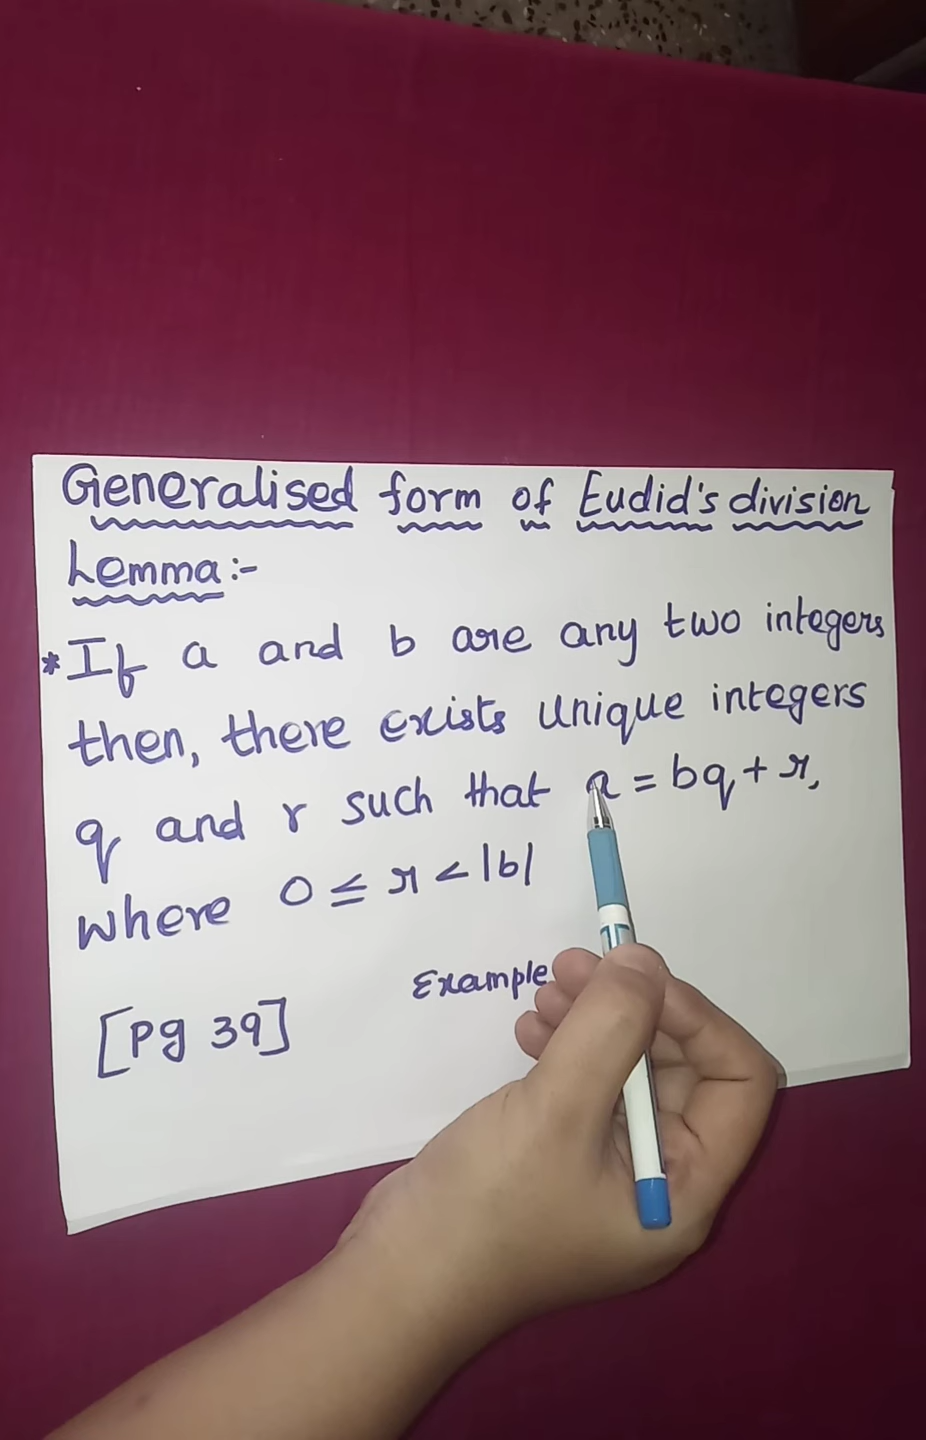 Generalised form of Euclid's division
Lemma:-
*If a and b are any two integers
then, there exists unique integers
q and r such that a = bq + r,
where 0 ≤ r < |b|
Example
[Pg 39]